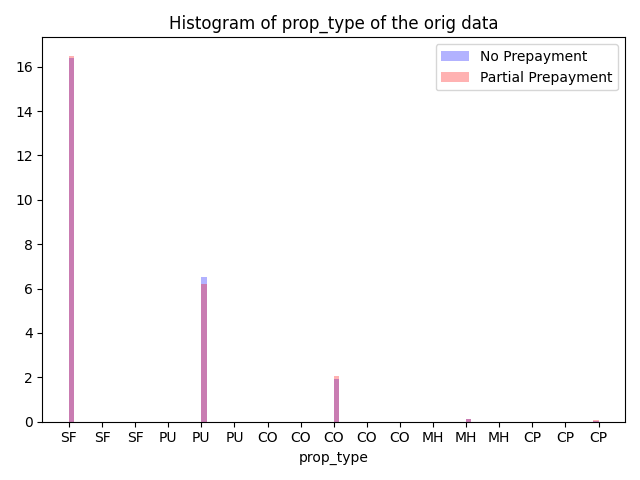 Histogram of prop_type of the orig data
No Prepayment
Partial Prepayment
16
14
12
10
8
6
4
2
0
SF SF SF PU PU PU CO CO CO CO CO MH MH MH CP CP CP
prop_type